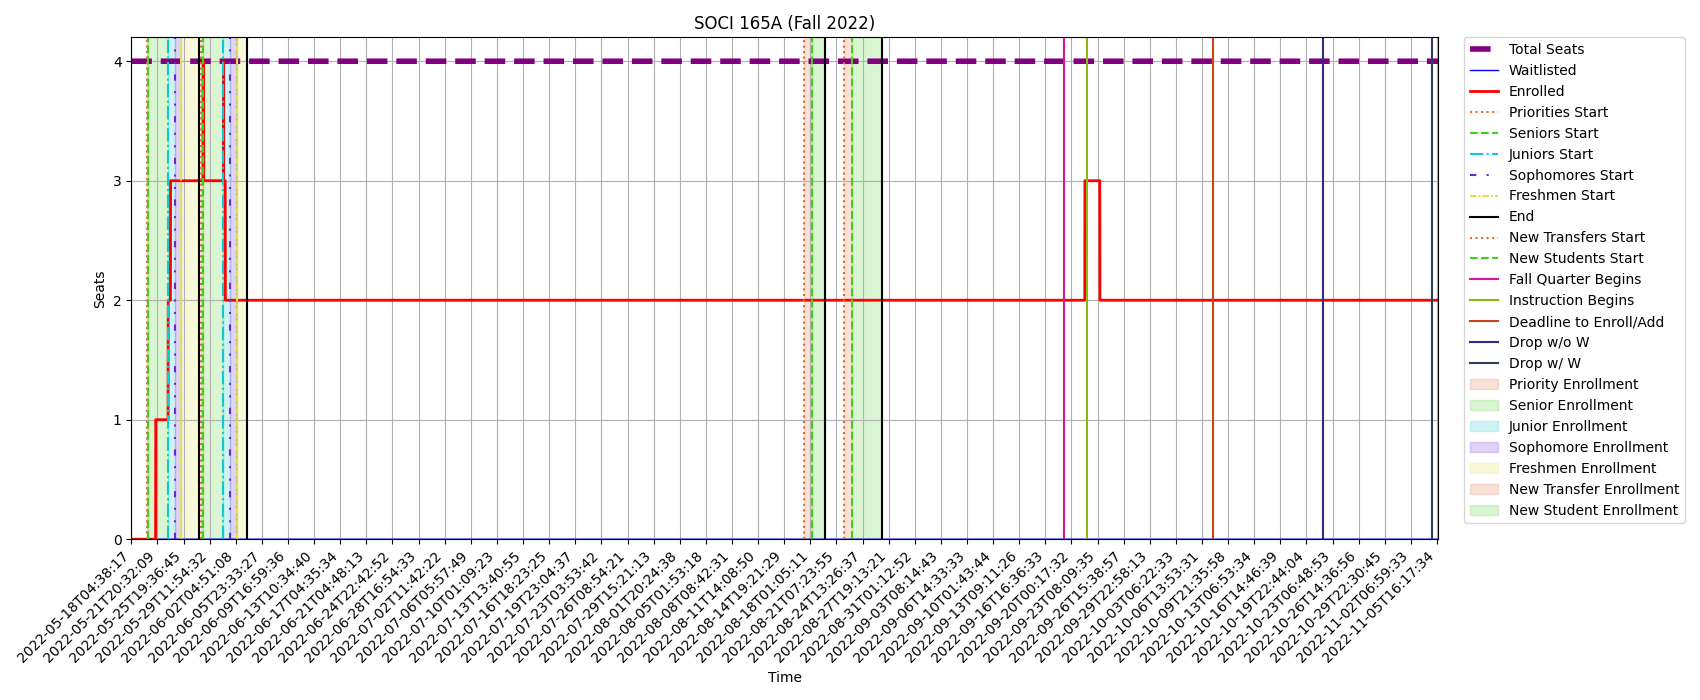 SOCI 165A (Fall 2022)
Seats
4
3
2
1
0
2022-05-18T04:38:17
2022-05-21T20:32:09
2022-05-25T19:36:45
2022-05-29T11:54:32
2022-06-02T04:51:08
2022-06-05T23:33:27
2022-06-09T16:59:36
2022-06-13T10:34:40
2022-06-17T04:35:34
2022-06-21T04:48:13
2022-06-24T22:42:52
2022-06-28T16:54:33
2022-07-02T11:42:22
2022-07-06T05:57:49
2022-07-10T01:09:23
2022-07-13T13:40:55
2022-07-16T18:23:25
2022-07-19T23:04:37
2022-07-23T03:53:42
2022-07-26T08:54:21
2022-07-29T15:21:13
2022-08-01T20:24:38
2022-08-05T01:53:18
2022-08-08T08:42:31
2022-08-11T14:08:50
2022-08-14T19:21:29
2022-08-18T01:05:11
2022-08-21T07:23:55
2022-08-24T13:26:37
2022-08-27T19:13:21
2022-08-31T01:12:52
2022-09-03T08:14:43
2022-09-06T14:33:33
2022-09-10T01:43:44
2022-09-13T09:11:26
2022-09-16T16:36:33
2022-09-20T00:17:32
2022-09-23T08:09:35
2022-09-26T15:38:57
2022-09-29T22:58:13
2022-10-03T06:22:33
2022-10-06T13:53:31
2022-10-09T21:35:58
2022-10-13T06:53:34
2022-10-16T14:46:39
2022-10-19T22:44:04
2022-10-23T06:48:53
2022-10-26T14:36:56
2022-10-29T22:30:45
2022-11-02T06:59:33
2022-11-05T16:17:34
Time
Total Seats
Waitlisted
Enrolled
Priorities Start
Seniors Start
Juniors Start
Sophomores Start
Freshmen Start
End
New Transfers Start
New Students Start
Fall Quarter Begins
Instruction Begins
Deadline to Enroll/Add
Drop w/o W
Drop w/ W
Priority Enrollment
Senior Enrollment
Junior Enrollment
Sophomore Enrollment
Freshmen Enrollment
New Transfer Enrollment
New Student Enrollment